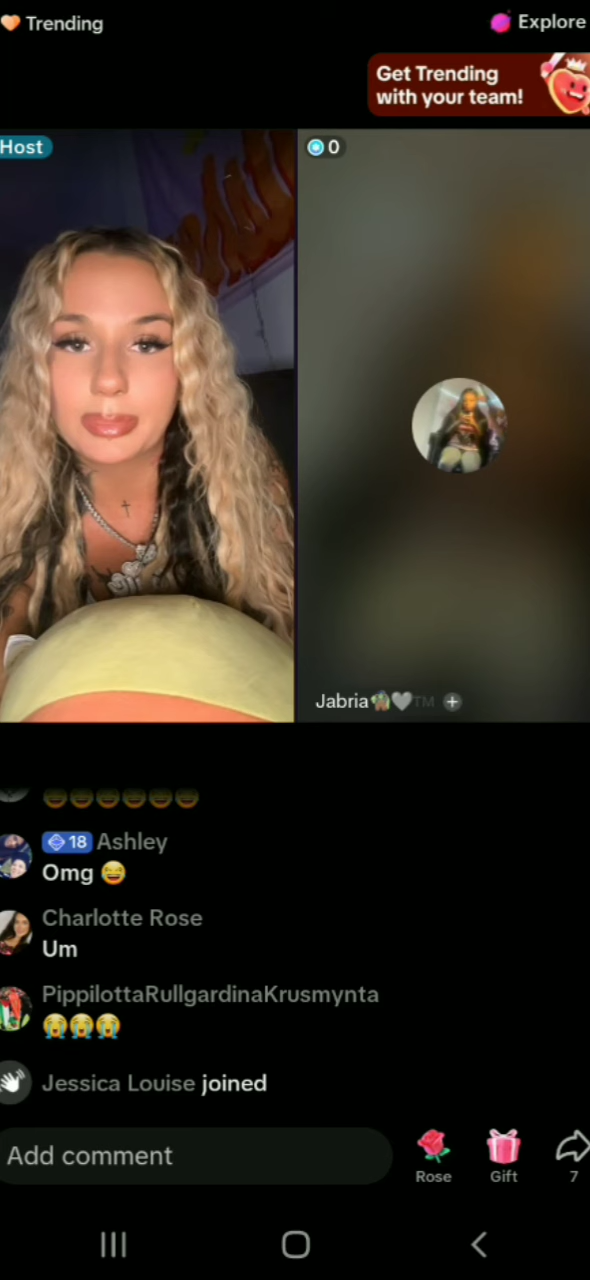 Trending
Explore
Get Trending
with your team!
Host
0
Jabria🧌🤍TM +
😂😂😂😂😂😂
18 Ashley
Omg 😂
Charlotte Rose
Um
PippilottaRullgardinaKrusmynta
😭😭😭
Jessica Louise joined
Add comment
Rose
Gift
7